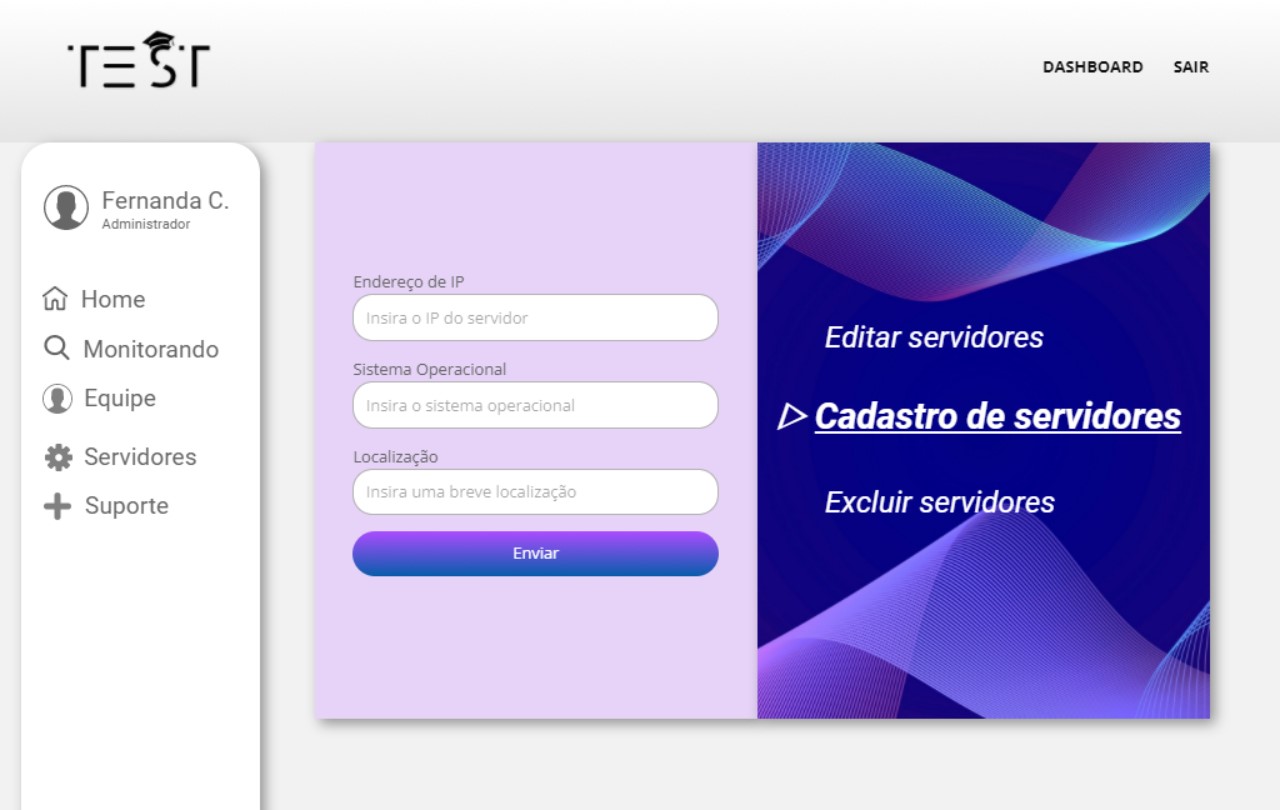 TEST
DASHBOARD SAIR
Fernanda C.
Administrador
Home
Monitorando
Equipe
Servidores
Suporte
Endereço de IP
Insira o IP do servidor
Sistema Operacional
Insira o sistema operacional
Localização
Insira uma breve localização
Enviar
Editar servidores
Cadastro de servidores
Excluir servidores